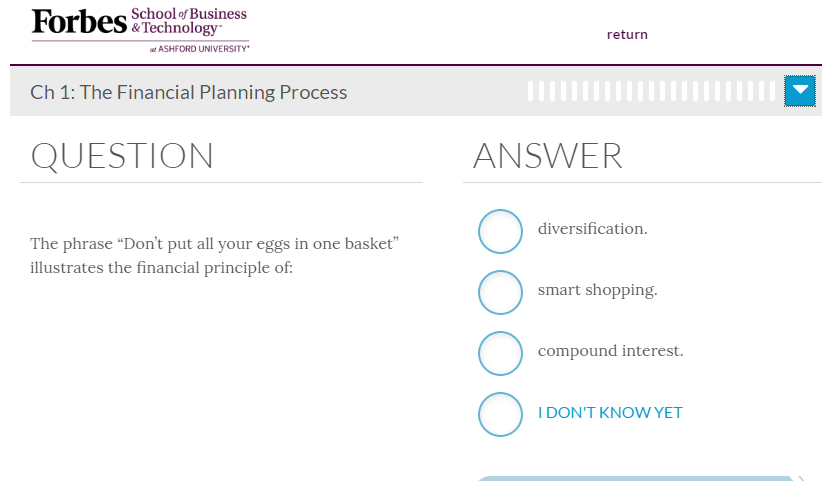 Forbes School of Business
& Technology™
at ASHFORD UNIVERSITY®
return
Ch 1: The Financial Planning Process
QUESTION
ANSWER
The phrase “Don’t put all your eggs in one basket”
illustrates the financial principle of:
diversification.
smart shopping.
compound interest.
I DON'T KNOW YET